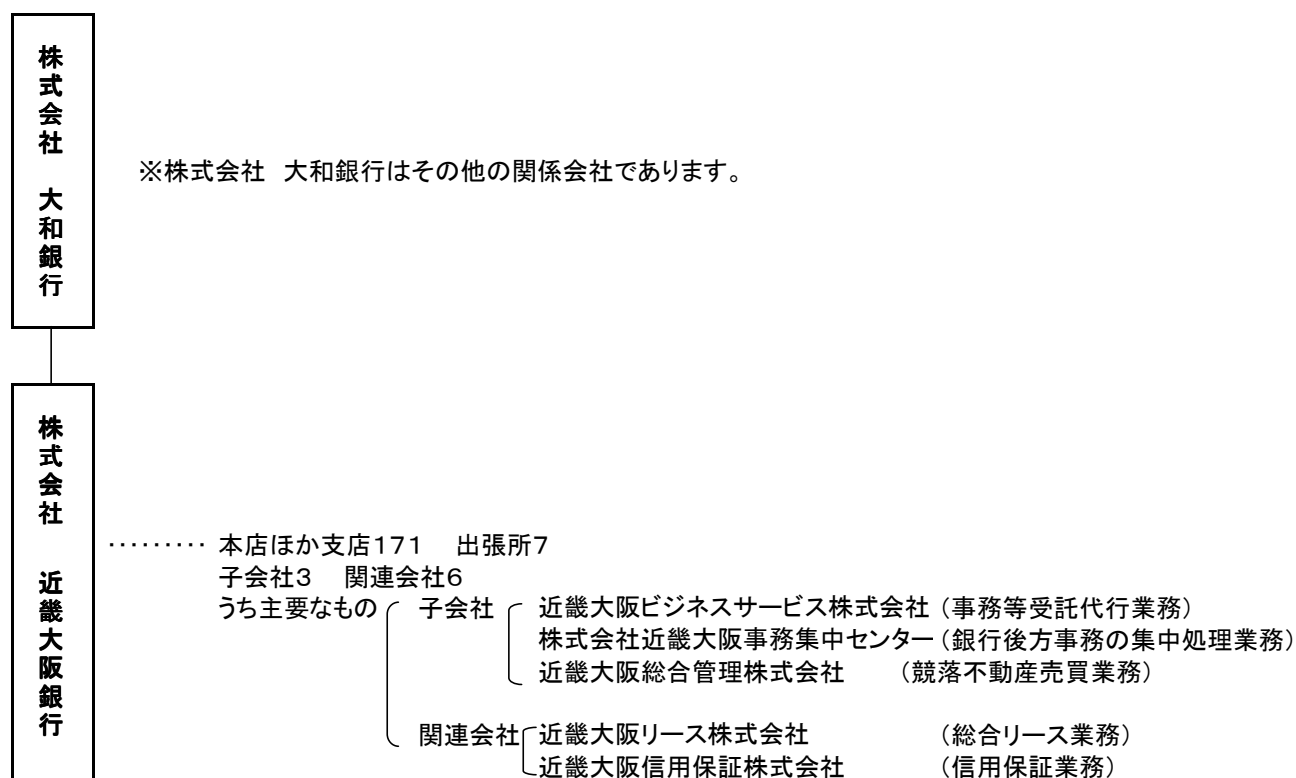 株式会社　大和銀行
※株式会社　大和銀行はその他の関係会社であります。
株式会社　近畿大阪銀行
……… 本店ほか支店171　出張所7
子会社3　関連会社6
うち主要なもの　子会社　近畿大阪ビジネスサービス株式会社（事務等受託代行業務）
株式会社近畿大阪事務集中センター（銀行後方事務の集中処理業務）
近畿大阪総合管理株式会社　（競落不動産売買業務）
関連会社　近畿大阪リース株式会社　（総合リース業務）
近畿大阪信用保証株式会社　（信用保証業務）